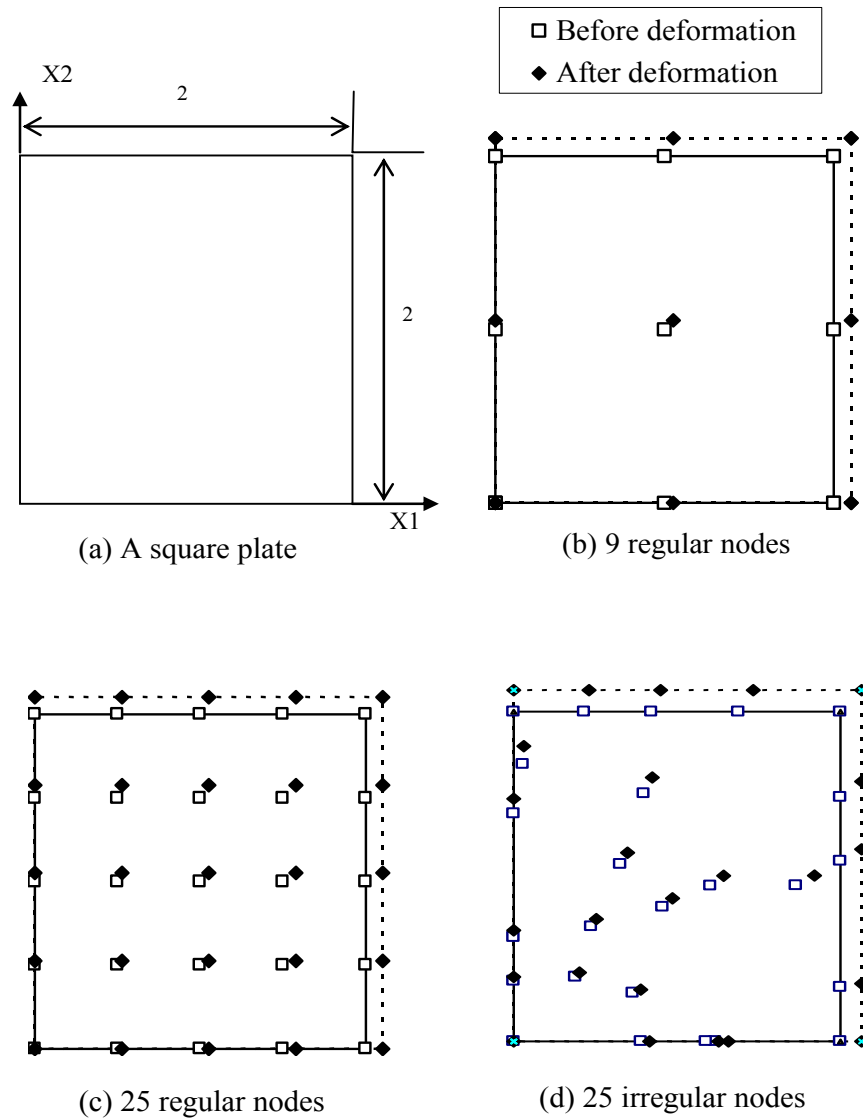 Before deformation
After deformation
X2
2
2
X1
(a) A square plate
(b) 9 regular nodes
(c) 25 regular nodes
(d) 25 irregular nodes